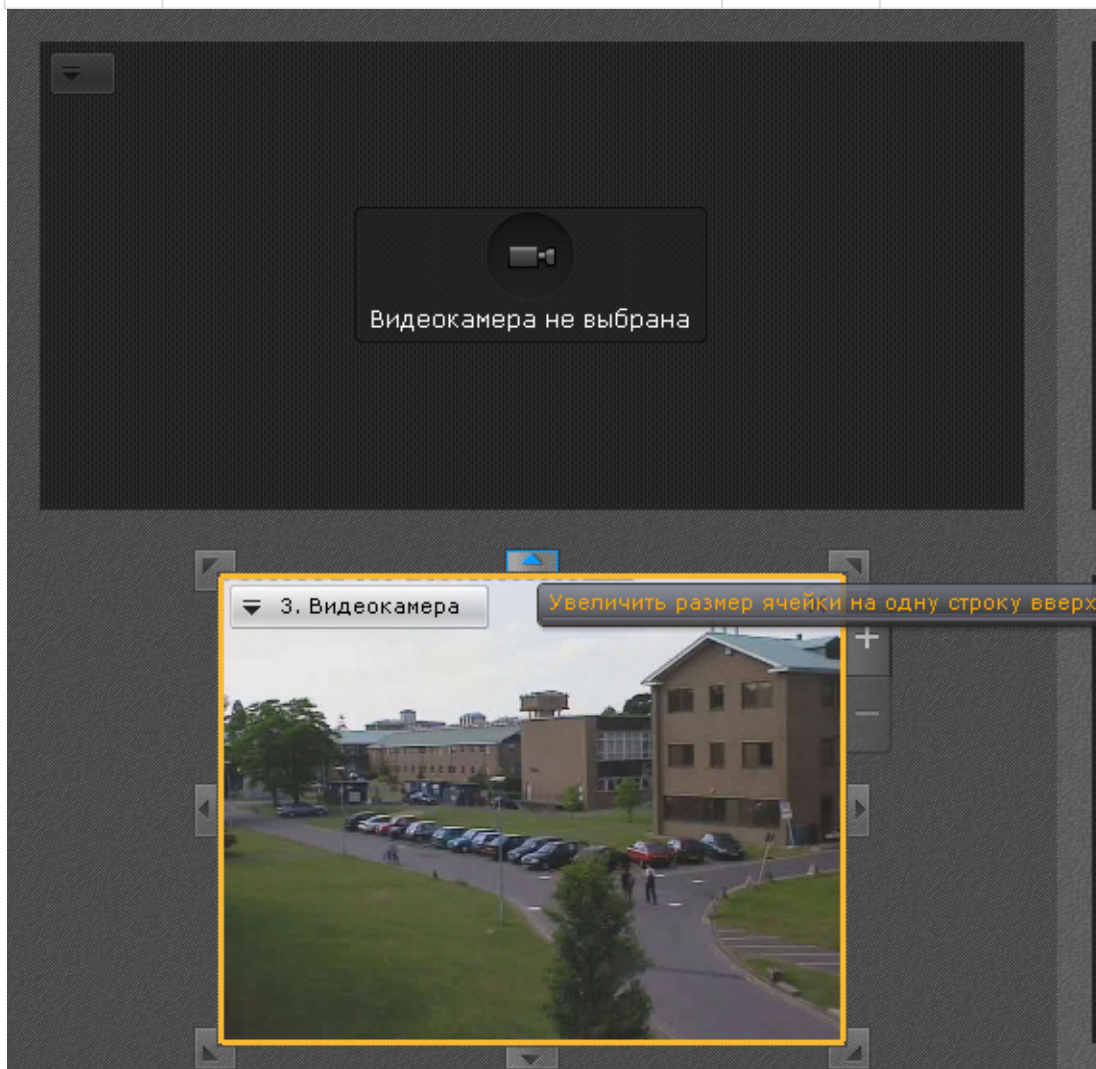 Видеокамера не выбрана
3. Видеокамера
Увеличить размер ячейки на одну строку вверх